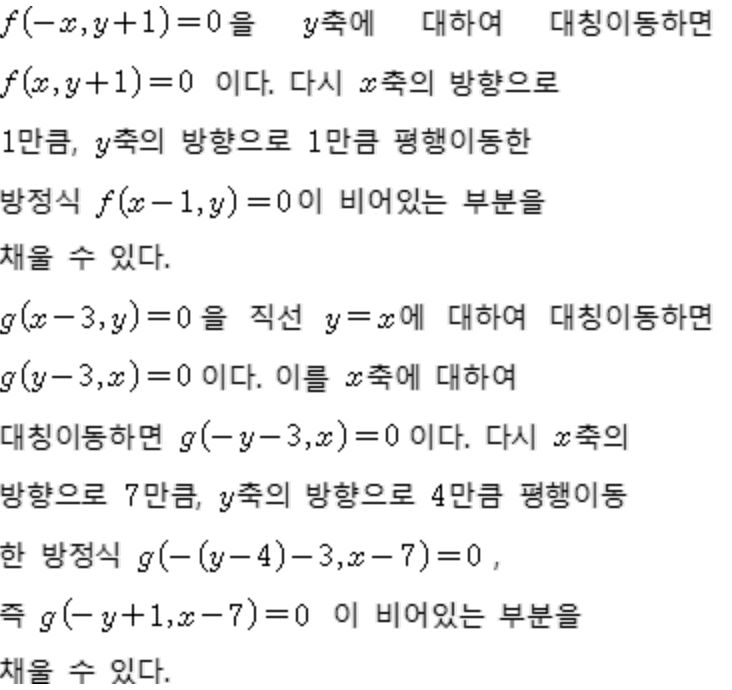 f(−x, y+1)=0을 y축에 대하여 대칭이동하면
f(x, y+1)=0 이다. 다시 x축의 방향으로
1만큼, y축의 방향으로 1만큼 평행이동한
방정식 f(x−1, y)=0이 비어있는 부분을
채울 수 있다.
g(x−3, y)=0을 직선 y=x에 대하여 대칭이동하면
g(y−3, x)=0이다. 이를 x축에 대하여
대칭이동하면 g(−y−3, x)=0이다. 다시 x축의
방향으로 7만큼, y축의 방향으로 4만큼 평행이동
한 방정식 g(−(y−4)−3, x−7)=0 ,
즉 g(−y+1, x−7)=0 이 비어있는 부분을
채울 수 있다.